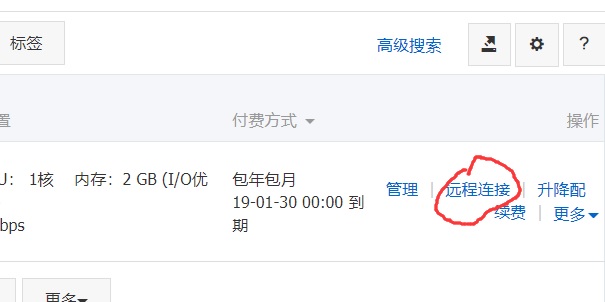 标签
高级搜索
?
置
付费方式
操作
U： 1核 内存：2 GB (I/O优
bps
包年包月
19-01-30 00:00 到
期
管理 | 远程连接 | 升降配
续费 | 更多
更多